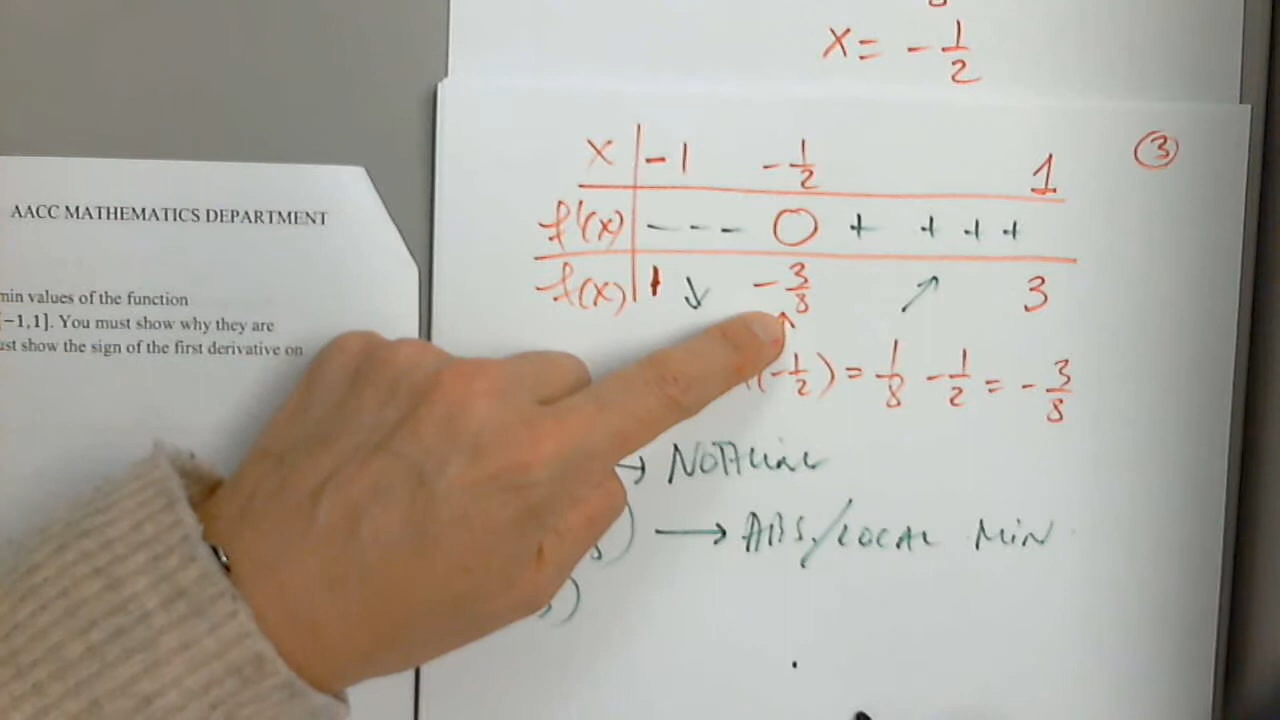 x = - 1/2
③
x | -1 -1/2 1
f'(x) | - - - 0 + + + +
f(x) | 1 ↓ -3/8 ↗ 3
(-1/2) = 1/8 - 1/2 = - 3/8
→ NOTHING
) → ABS/LOCAL MIN
)
AACC MATHEMATICS DEPARTMENT
min values of the function
[−1,1]. You must show why they are
ust show the sign of the first derivative on